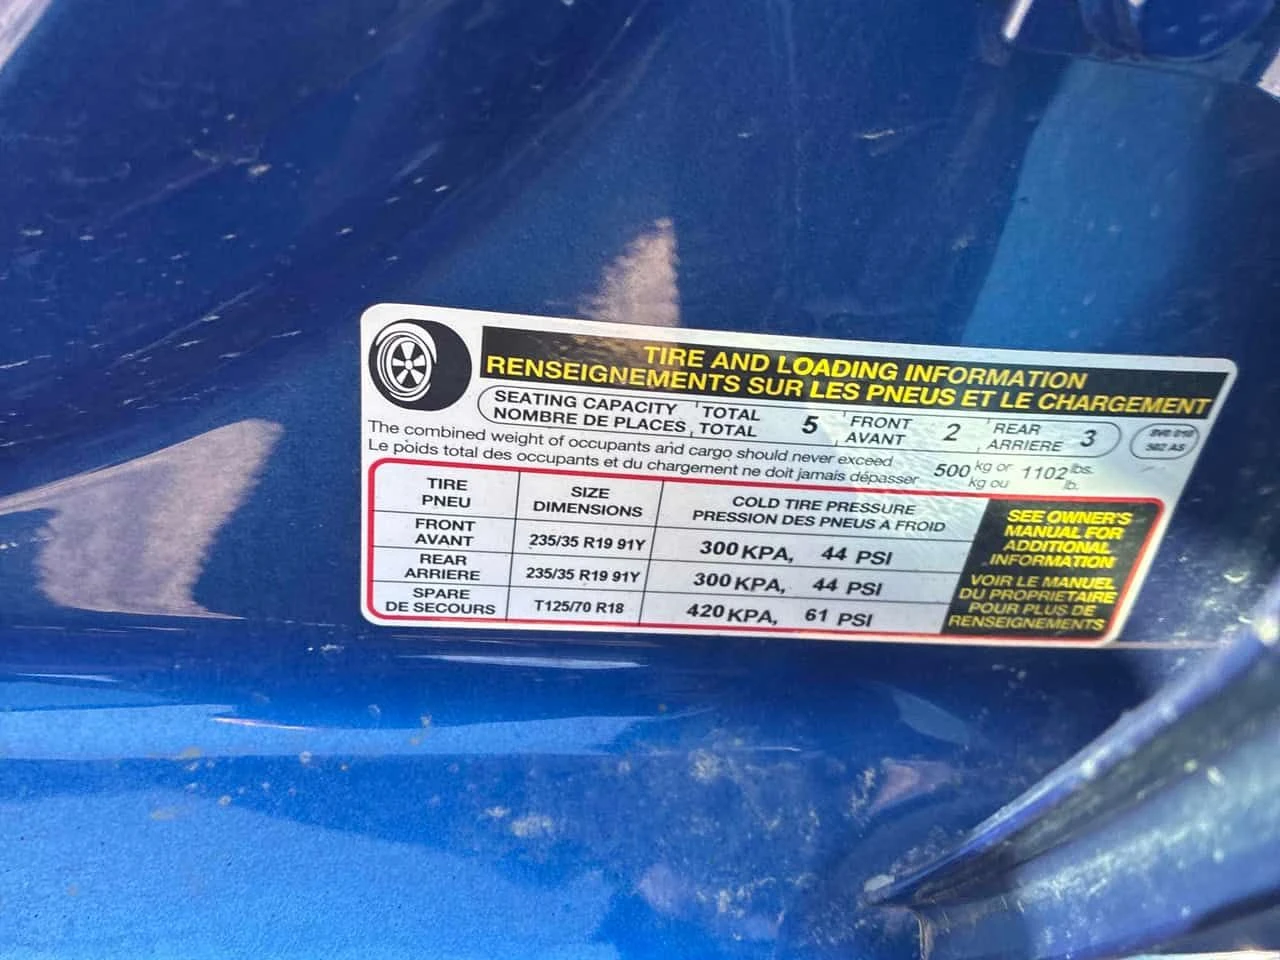 TIRE AND LOADING INFORMATION
RENSEIGNEMENTS SUR LES PNEUS ET LE CHARGEMENT
SEATING CAPACITY TOTAL 5 FRONT 2 REAR 3
NOMBRE DE PLACES TOTAL AVANT ARRIERE
The combined weight of occupants and cargo should never exceed 500 kg or 1102 lbs.
Le poids total des occupants et du chargement ne doit jamais dépasser kg ou lb.
TIRE SIZE COLD TIRE PRESSURE
PNEU DIMENSIONS PRESSION DES PNEUS A FROID
FRONT
AVANT 235/35 R19 91Y 300 KPA, 44 PSI
REAR
ARRIERE 235/35 R19 91Y 300 KPA, 44 PSI
SPARE
DE SECOURS T125/70 R18 420 KPA, 61 PSI
SEE OWNER'S
MANUAL FOR
ADDITIONAL
INFORMATION
VOIR LE MANUEL
DU PROPRIETAIRE
POUR PLUS DE
RENSEIGNEMENTS